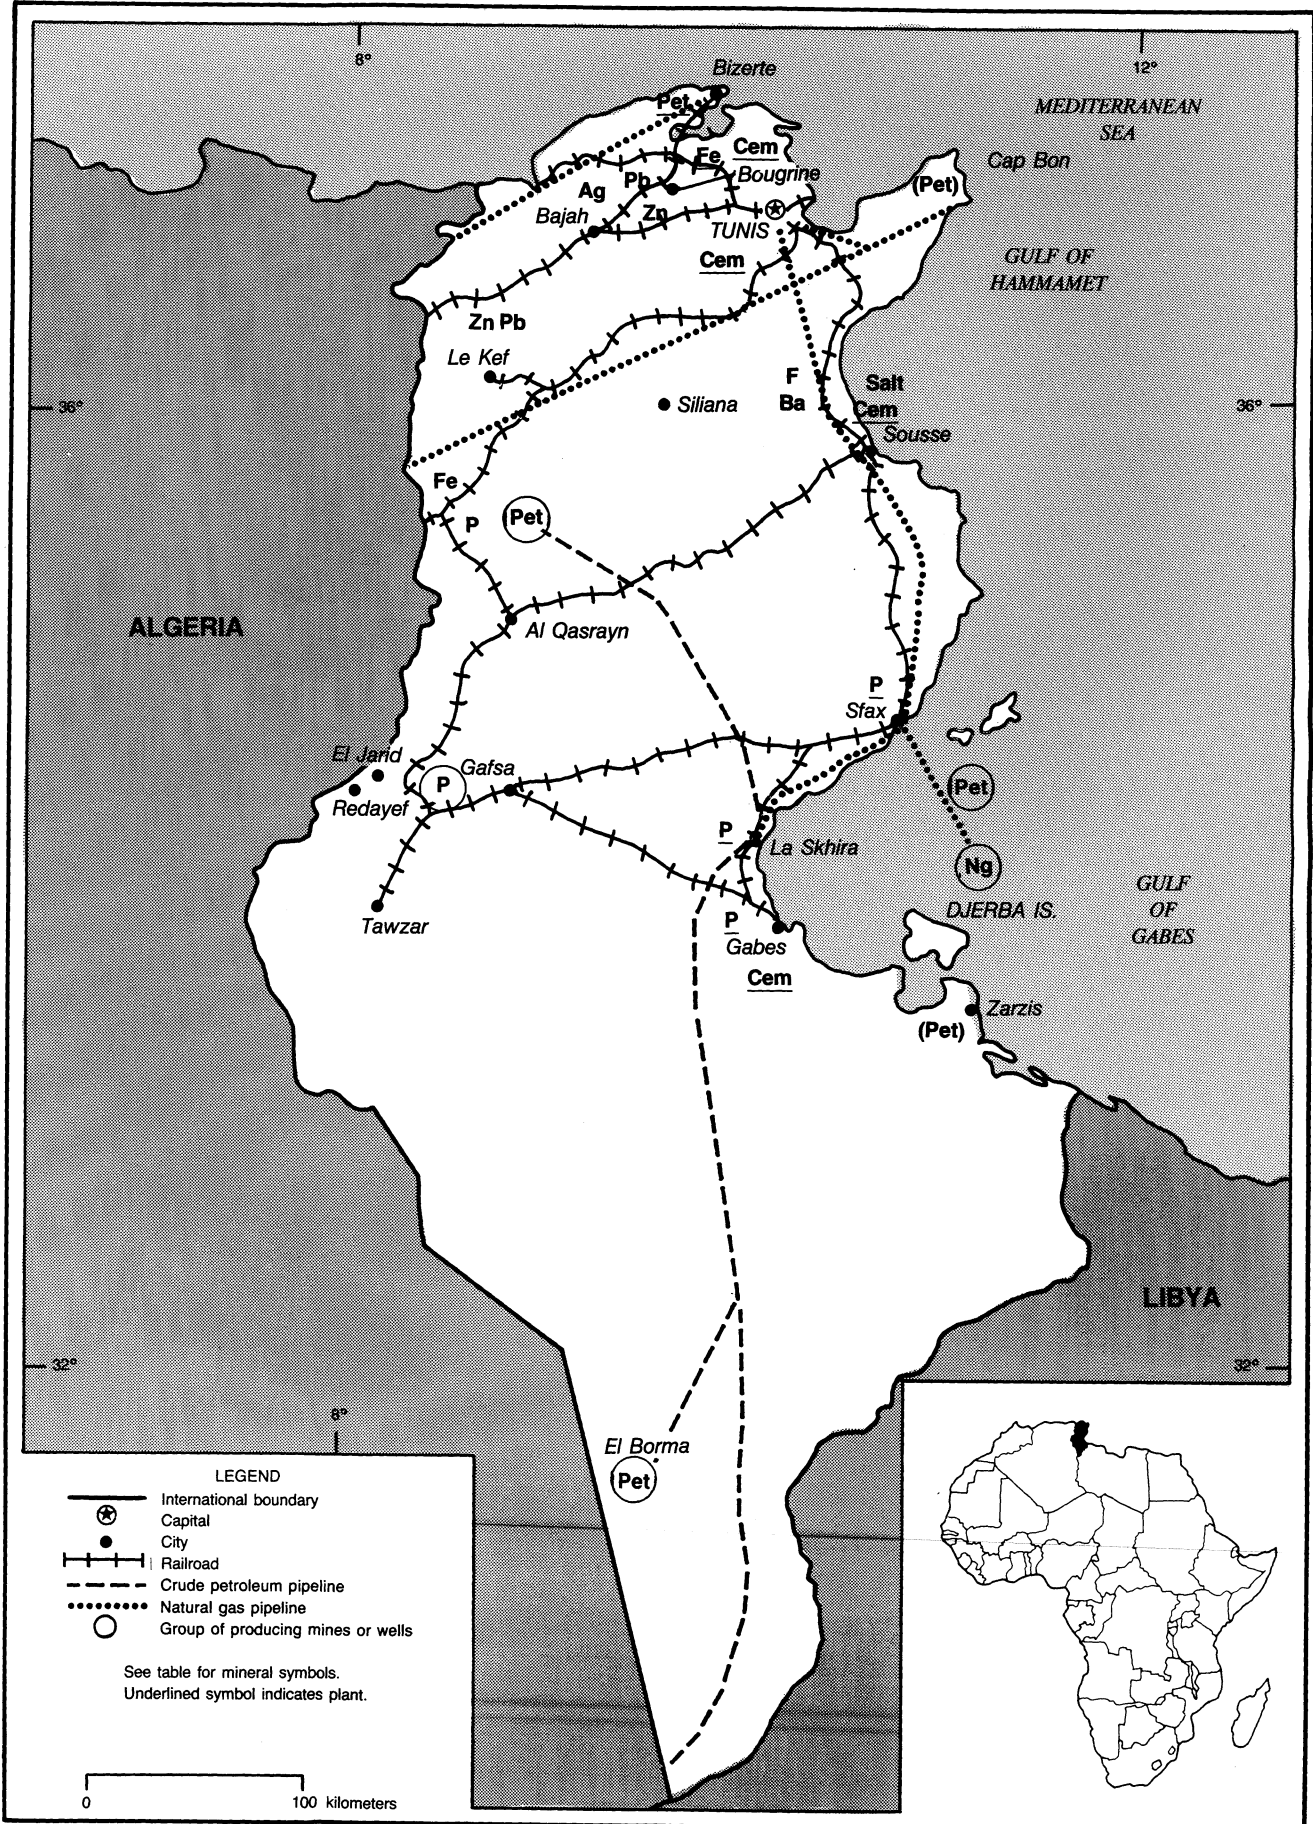 8°
12°
Bizerte
MEDITERRANEAN
SEA
Pet
Cem
Fe
Cap Bon
Bougrine
Pb
(Pet)
Ag
Zn
Bajah
TUNIS
Cem
GULF OF
HAMMAMET
Zn Pb
Le Kef
F
Salt
Ba
Cem
36°
Siliana
36°
Sousse
Fe
P
Pet
ALGERIA
Al Qasrayn
P
Sfax
El Jarid
Gafsa
P
Pet
Redayef
P
La Skhira
Ng
GULF
OF
GABES
DJERBA IS.
Tawzar
P
Gabes
Cem
Zarzis
(Pet)
LIBYA
32°
32°
8°
El Borma
Pet
LEGEND
International boundary
Capital
City
Railroad
Crude petroleum pipeline
Natural gas pipeline
Group of producing mines or wells
See table for mineral symbols.
Underlined symbol indicates plant.
0 100 kilometers